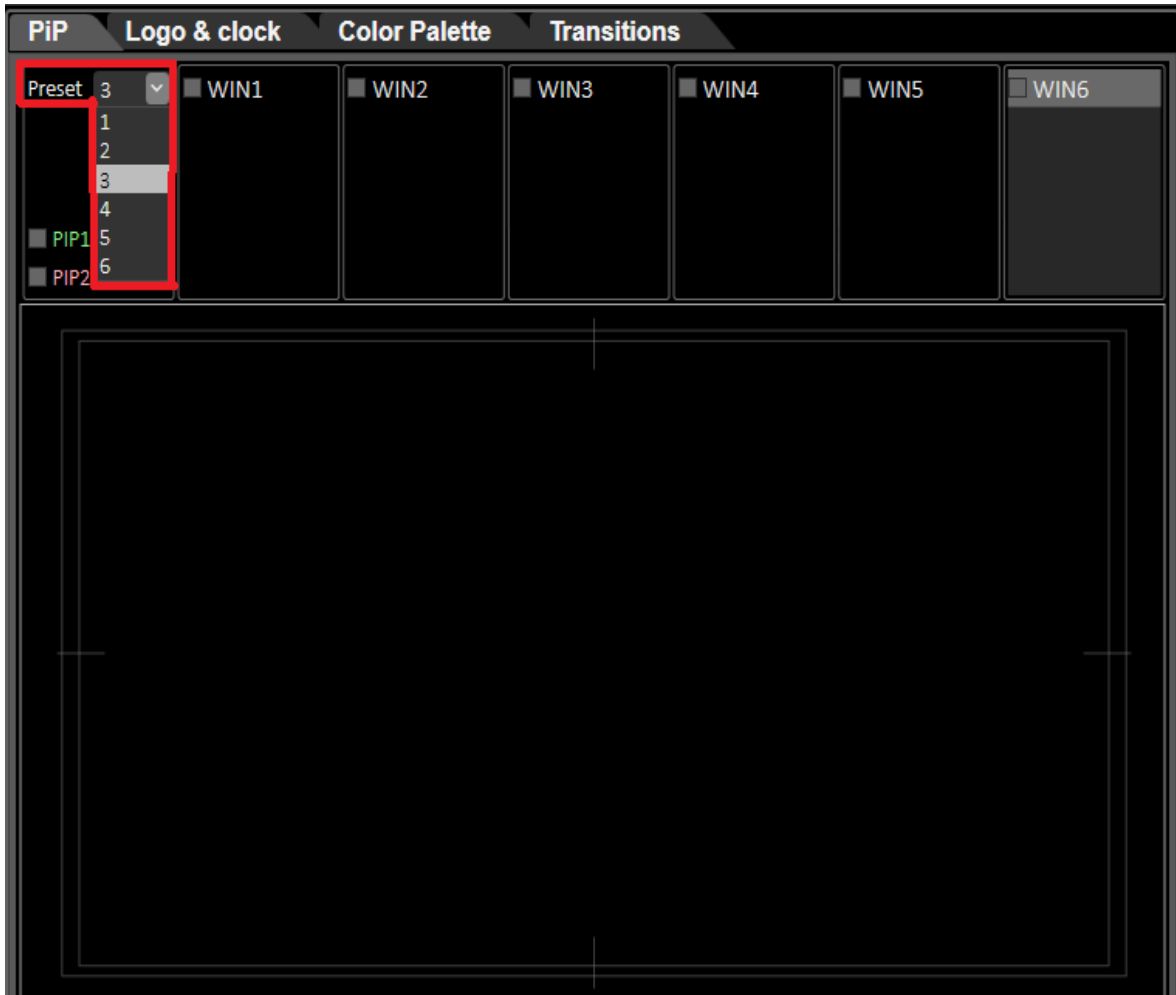 PiP Logo & clock Color Palette Transitions
Preset 3 WIN1 WIN2 WIN3 WIN4 WIN5 WIN6
1
2
3
4
PIP1 5
PIP2 6